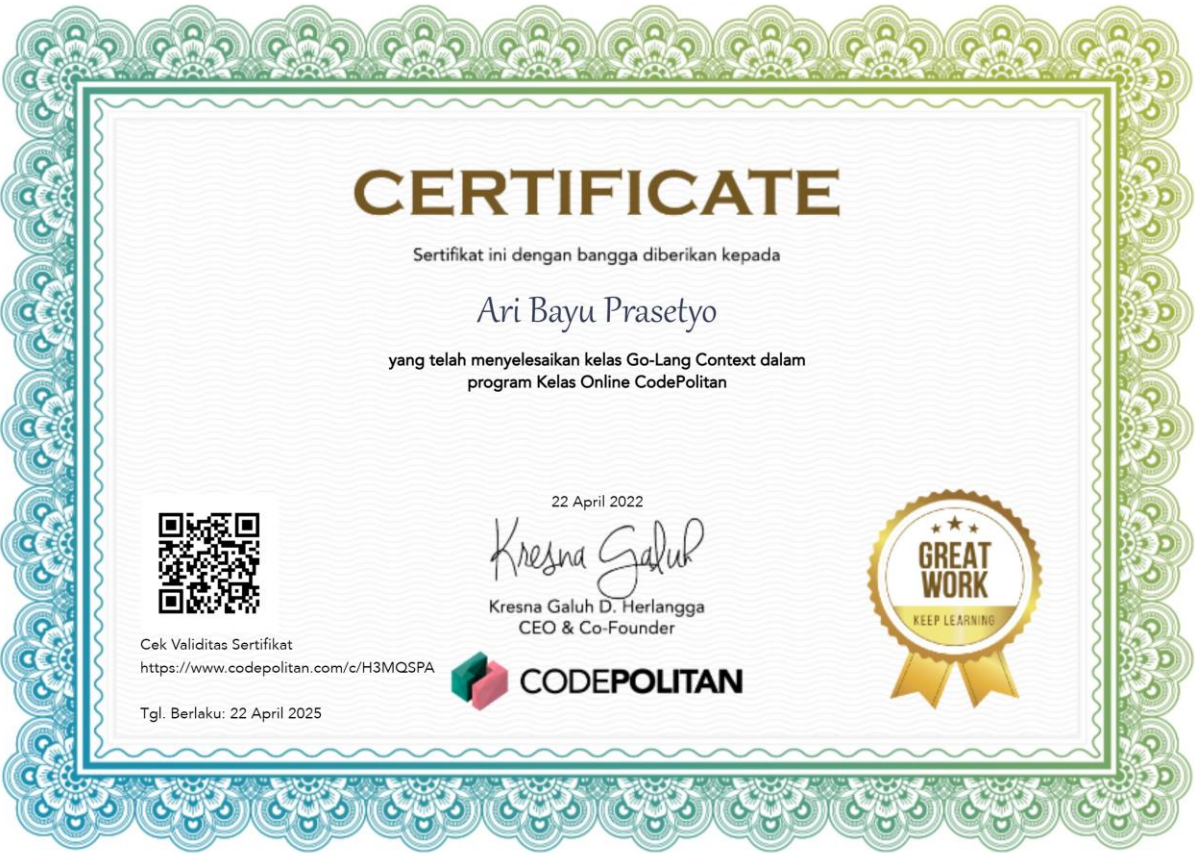 CERTIFICATE
Sertifikat ini dengan bangga diberikan kepada
Ari Bayu Prasetyo
yang telah menyelesaikan kelas Go-Lang Context dalam
program Kelas Online CodePolitan
22 April 2022
Kresna Galuh
Kresna Galuh D. Herlangga
CEO & Co-Founder
CODEPOLITAN
Cek Validitas Sertifikat
https://www.codepolitan.com/c/H3MQSPA
Tgl. Berlaku: 22 April 2025
GREAT
WORK
KEEP LEARNING